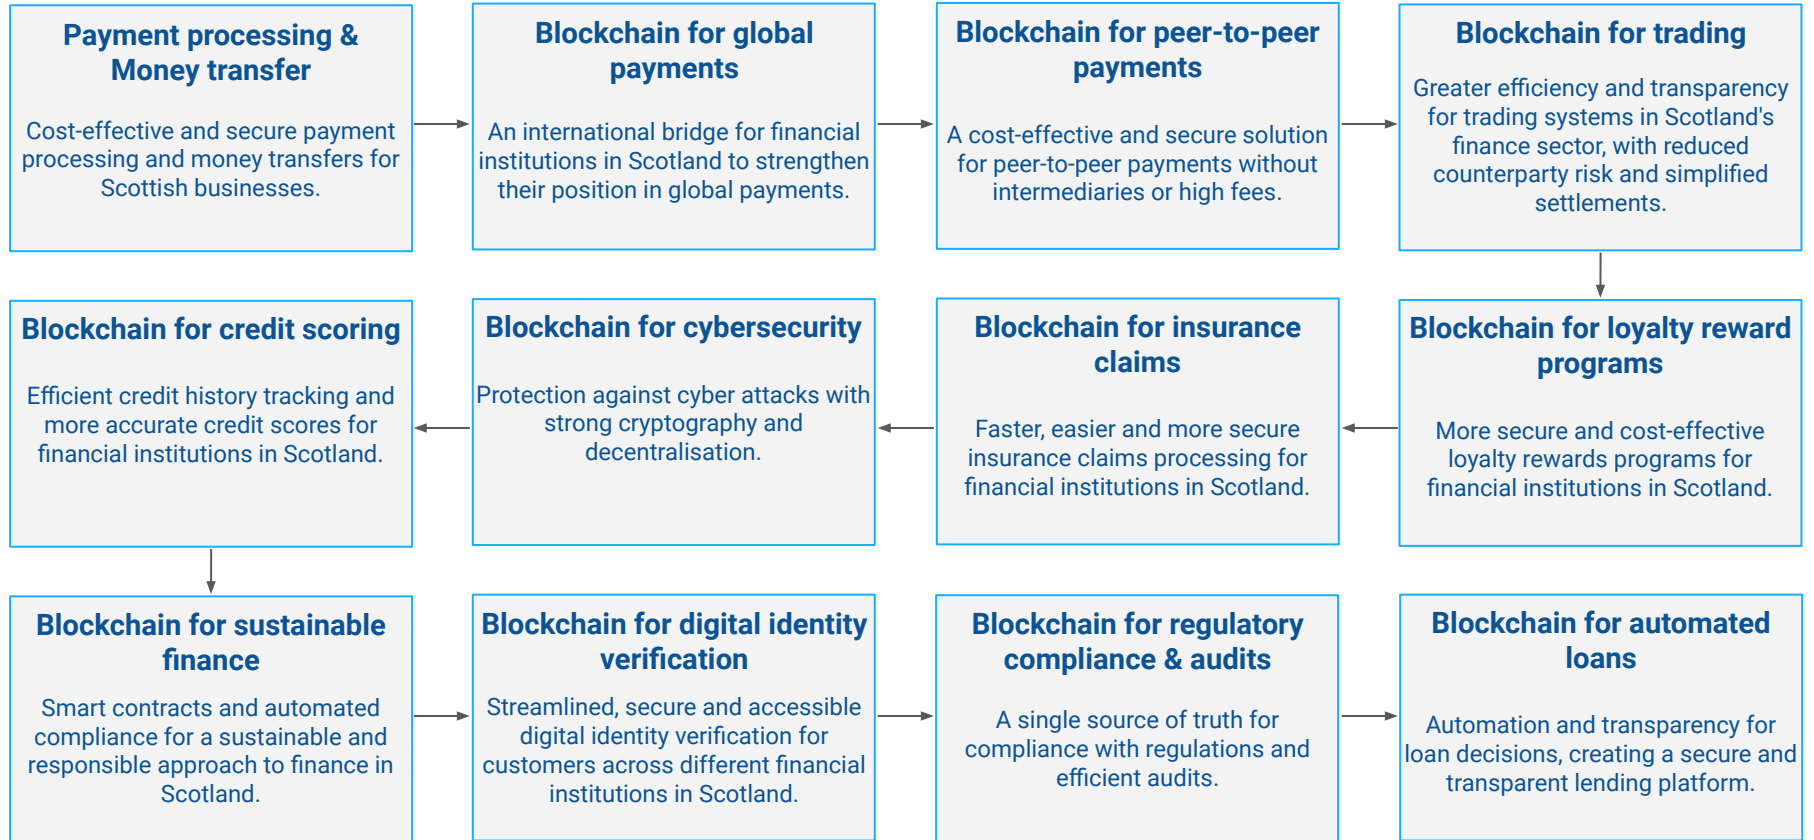 Payment processing &
Money transfer
Cost-effective and secure payment
processing and money transfers for
Scottish businesses.
Blockchain for global
payments
An international bridge for financial
institutions in Scotland to strengthen
their position in global payments.
Blockchain for peer-to-peer
payments
A cost-effective and secure solution
for peer-to-peer payments without
intermediaries or high fees.
Blockchain for trading
Greater efficiency and transparency
for trading systems in Scotland's
finance sector, with reduced
counterparty risk and simplified
settlements.
Blockchain for loyalty reward
programs
More secure and cost-effective
loyalty rewards programs for
financial institutions in Scotland.
Blockchain for insurance
claims
Faster, easier and more secure
insurance claims processing for
financial institutions in Scotland.
Blockchain for cybersecurity
Protection against cyber attacks with
strong cryptography and
decentralisation.
Blockchain for credit scoring
Efficient credit history tracking and
more accurate credit scores for
financial institutions in Scotland.
Blockchain for sustainable
finance
Smart contracts and automated
compliance for a sustainable and
responsible approach to finance in
Scotland.
Blockchain for digital identity
verification
Streamlined, secure and accessible
digital identity verification for
customers across different financial
institutions in Scotland.
Blockchain for regulatory
compliance & audits
A single source of truth for
compliance with regulations and
efficient audits.
Blockchain for automated
loans
Automation and transparency for
loan decisions, creating a secure and
transparent lending platform.